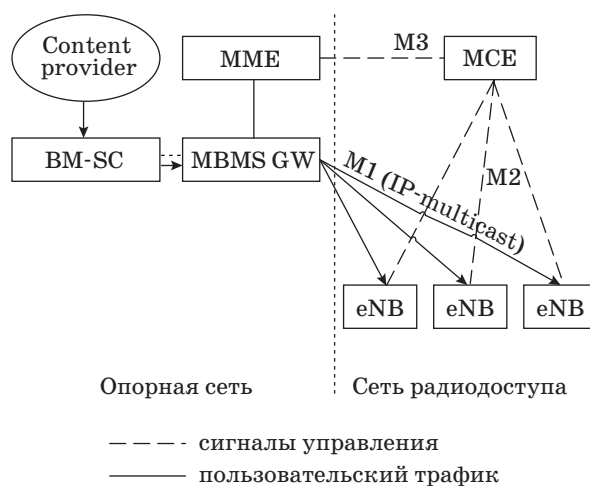 Content
provider
MME
M3
MCE
BM-SC
MBMS GW
M1 (IP-multicast)
M2
eNB
eNB
eNB
Опорная сеть
Сеть радиодоступа
сигналы управления
пользовательский трафик